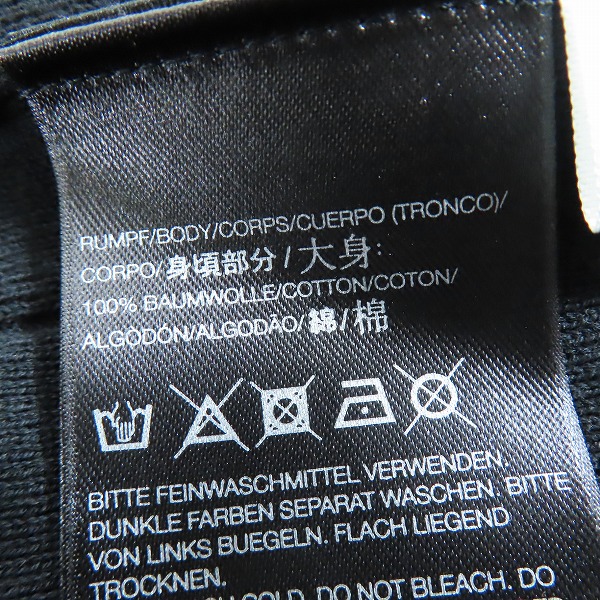 RUMPF/BODY/CORPS/CUERPO (TRONCO)/
CORPO/身頃部分/大身:
100% BAUMWOLLE/COTTON/COTON/
ALGODÓN/ALGODÃO/綿/棉
BITTE FEINWASCHMITTEL VERWENDEN.
DUNKLE FARBEN SEPARAT WASCHEN. BITTE
VON LINKS BUEGELN. FLACH LIEGEND
TROCKNEN.
COLD. DO NOT BLEACH. DO